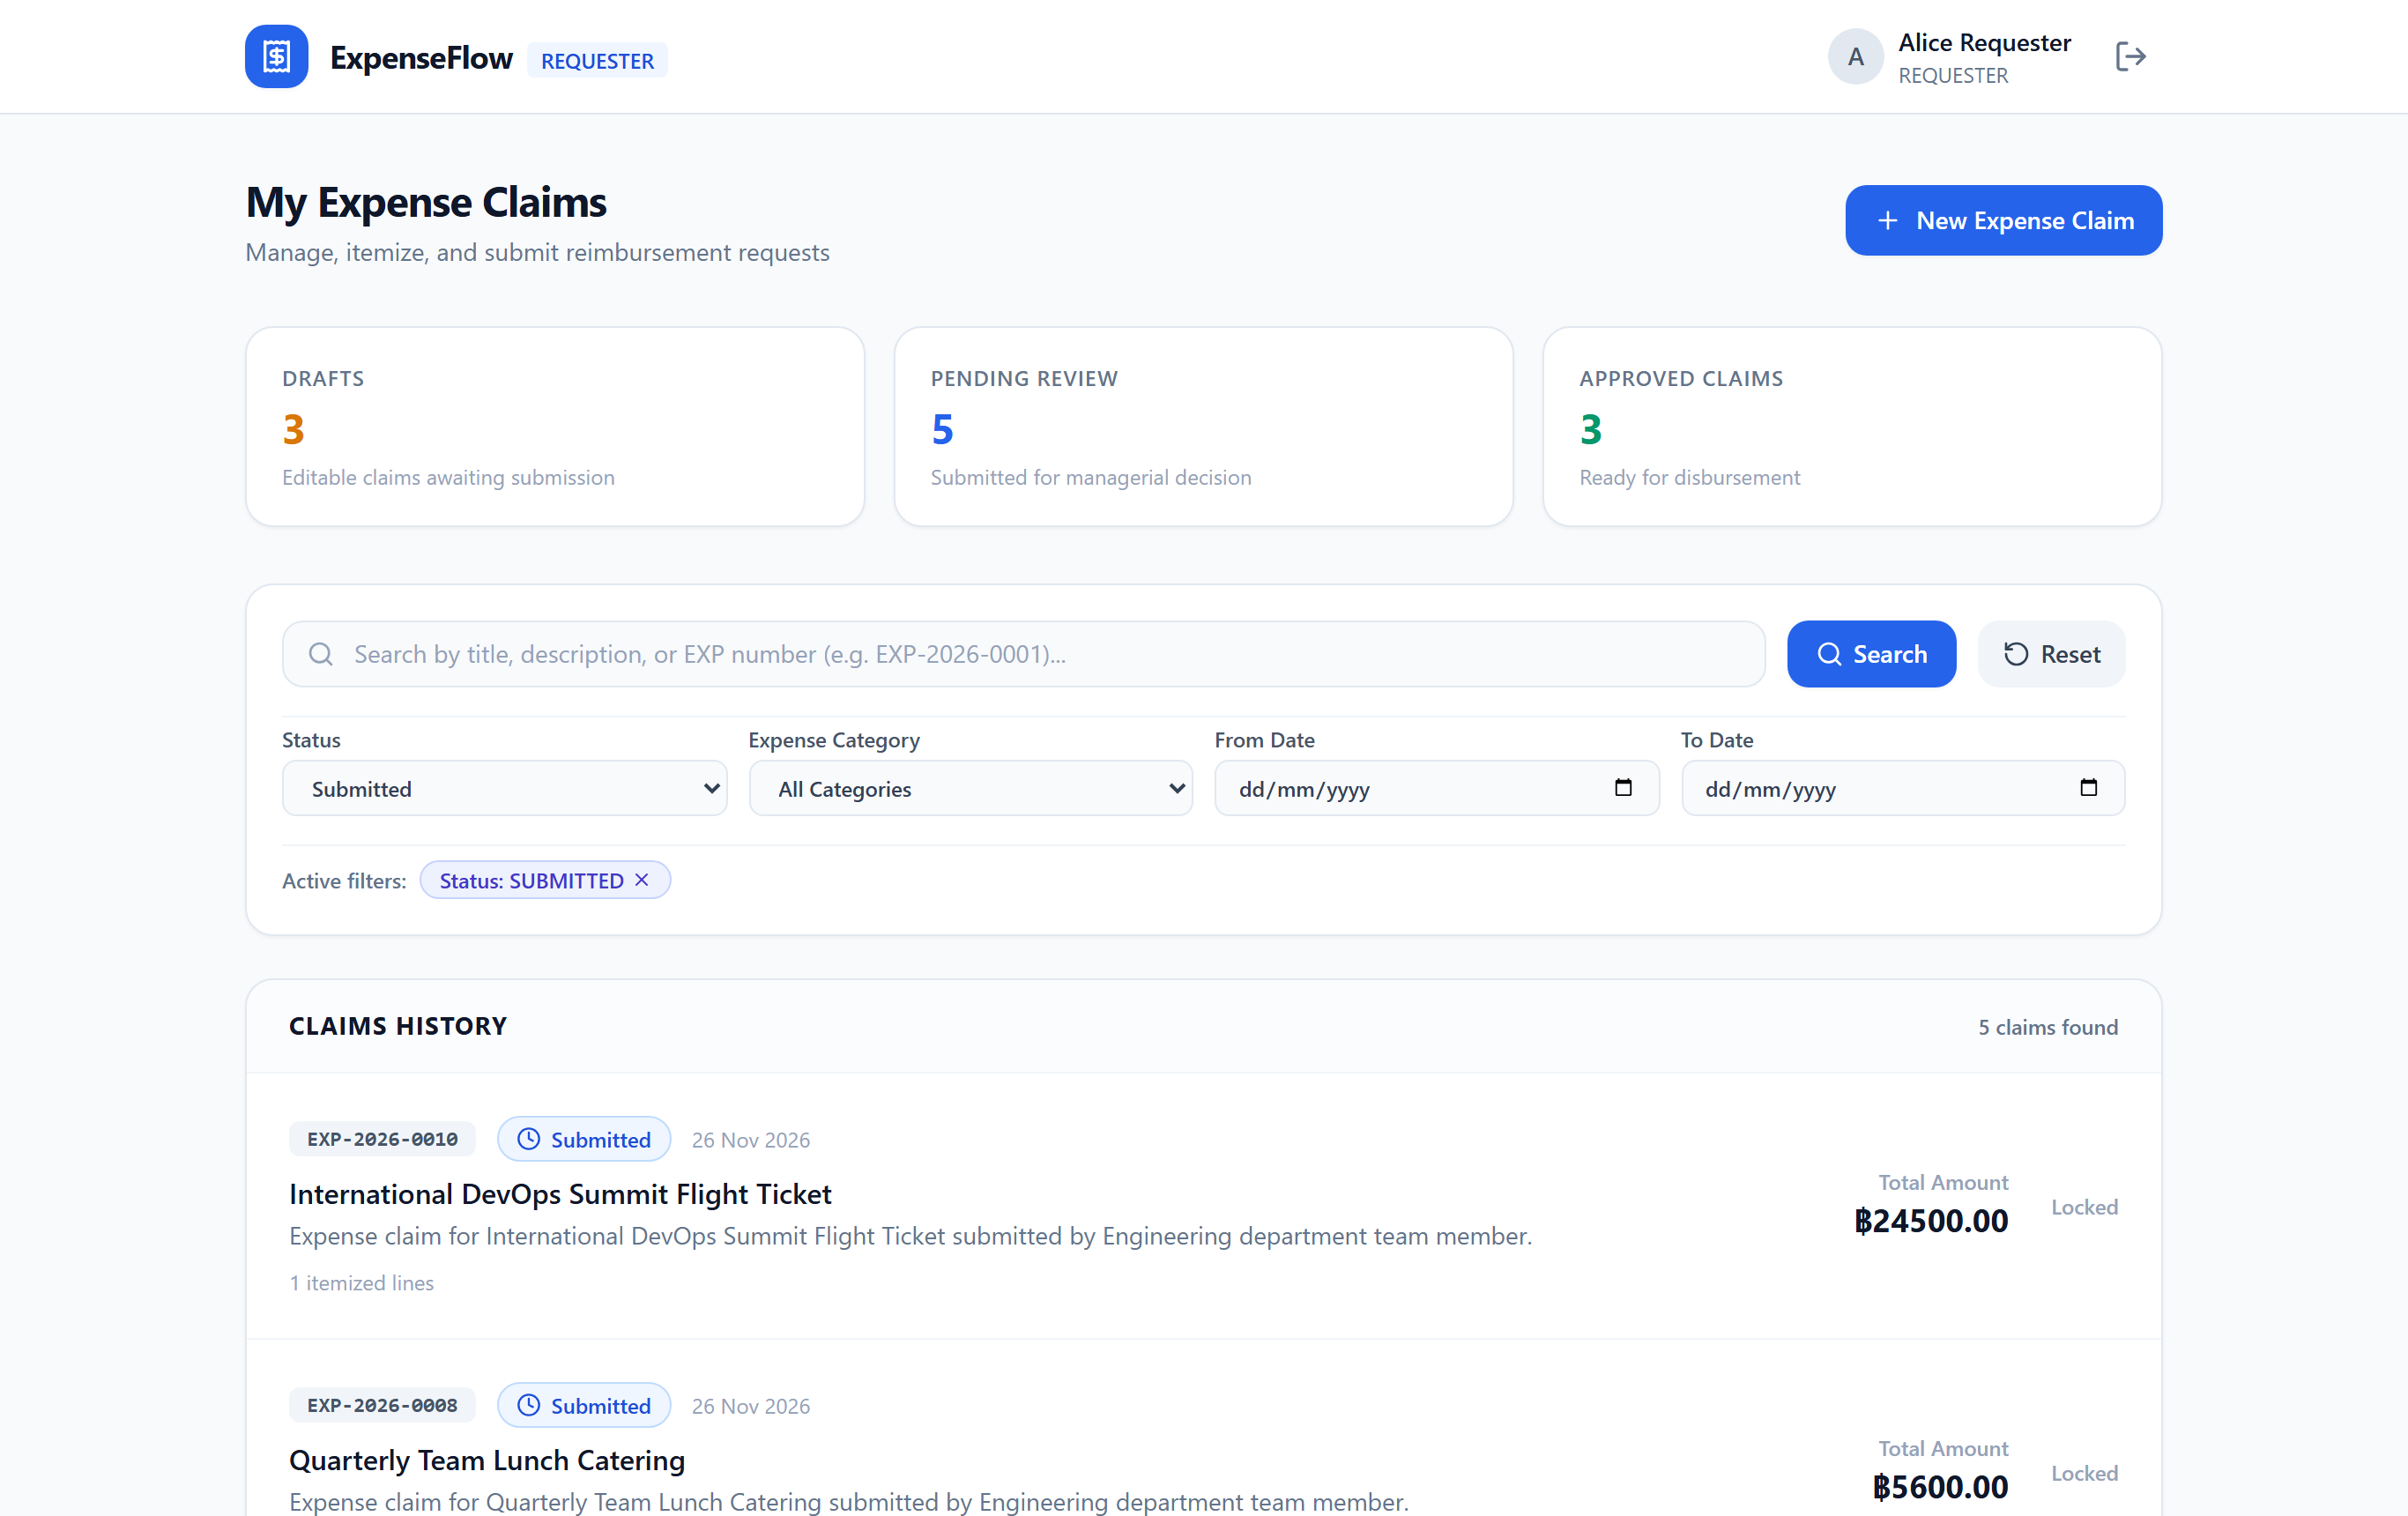 ExpenseFlow REQUESTER
A
Alice Requester
REQUESTER
My Expense Claims
Manage, itemize, and submit reimbursement requests
+ New Expense Claim
DRAFTS
3
Editable claims awaiting submission
PENDING REVIEW
5
Submitted for managerial decision
APPROVED CLAIMS
3
Ready for disbursement
Search by title, description, or EXP number (e.g. EXP-2026-0001)...
Search
Reset
Status
Submitted
Expense Category
All Categories
From Date
dd/mm/yyyy
To Date
dd/mm/yyyy
Active filters: Status: SUBMITTED ×
CLAIMS HISTORY
5 claims found
EXP-2026-0010 Submitted 26 Nov 2026
International DevOps Summit Flight Ticket
Expense claim for International DevOps Summit Flight Ticket submitted by Engineering department team member.
1 itemized lines
Total Amount
฿24500.00
Locked
EXP-2026-0008 Submitted 26 Nov 2026
Quarterly Team Lunch Catering
Expense claim for Quarterly Team Lunch Catering submitted by Engineering department team member.
Total Amount
฿5600.00
Locked